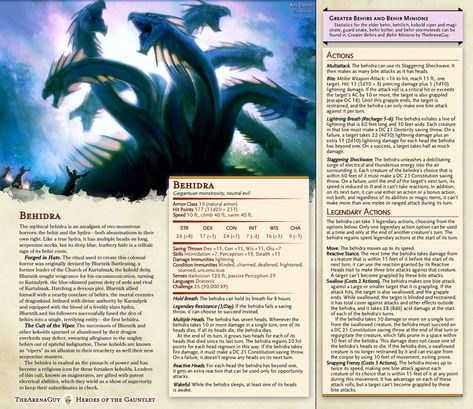 ART CREDIT:
GREATER BEHIRS AND BEHIR MINIONS
Statistics for the elder behir, behilich, kobold viper and magi-
strate, guard snake, behir bolter, and behir stormsteeds can be
found in Greater Behirs and Behir Minions by TheArenaGuy.
BEHIDRA
The mythical behidra is an amalgam of two monstrous
horrors: the behir and the hydra - both abominations in their
own right. Like a true hydra, it has multiple heads on long,
serpentine necks, but its deep blue, leathery hide is a telltale
sign of its behir roots.
Forged in Hate. The ritual used to create this colossal
horror was originally devised by Bluntish Battering, a
former leader of the Church of Kurtulmak, the kobold deity.
Bluntish sought vengeance for his excommunication, turning
to Kuraulyek, the blue-skinned patron deity of urds and rival
of Kurtulmak. Hatching a devious plot, Bluntish allied
himself with a nearby conclave of behirs, the mortal enemies
of dragonkind. Imbued with divine authority by Kuraulyek
and equipped with the stolen blood of a freshly slain hydra,
Bluntish and his followers successfully fused the den of
behirs into a single, terrifying entity - the first behidra.
The Cult of the Viper. The successors of Bluntish and
other kobolds spurned or abandoned by their dragon
overlords may defect, swearing allegiance to the mighty
behirs out of spiteful indignation. These kobolds are known
as "vipers" as an allusion to their treachery as well their new
serpentine masters.
The behidra is revered as the pinnacle of power and has
become a religious icon for these forsaken kobolds. Leaders
of this cult, known as magistrates, are gifted with potent
electrical abilities, which they wield as a show of superiority
to keep their subordinates in check.
THEARENAGUY
HEROES OF THE GAUNTLET
BEHIDRA
Gargantuan monstrosity, neutral evil
Armor Class 19 (natural armor)
Hit Points 577 (33d20 + 231)
Speed 50 ft., climb 40 ft., swim 40 ft.
STR DEX CON INT WIS CHA
26 (+8) 17 (+3) 24 (+7) 7 (-2) 16 (+3) 9 (-1)
Saving Throws Dex +11, Con +15, Wis +11, Cha +7
Skills Intimidation +7, Perception +19, Stealth +11
Damage Immunities lightning
Condition Immunities blinded, charmed, deafened, frightened,
stunned, unconscious
Senses darkvision 120 ft., passive Perception 29
Languages Draconic
Challenge 26 (90,000 XP)
Hold Breath. The behidra can hold its breath for 8 hours.
Legendary Resistance (3/Day). If the behidra fails a saving
throw, it can choose to succeed instead.
Multiple Heads. The behidra has seven heads. Whenever the
behidra takes 50 or more damage in a single turn, one of its
heads dies. If all its heads die, the behidra dies.
At the end of its turn, it grows two heads for each of its
heads that died since its last turn. The behidra regains 20 hit
points for each head regrown in this way. If the behidra takes
fire damage, it must make a DC 25 Constitution saving throw.
On a failure, it doesn't regrow any heads on its next turn.
Reactive Heads. For each head the behidra has beyond one,
it gets an extra reaction that can be used only for opportunity
attacks.
Wakeful. While the behidra sleeps, at least one of its heads is
awake.
ACTIONS
Multiattack. The behidra can use its Staggering Shockwave. It
then makes as many bite attacks as it has heads.
Bite. Melee Weapon Attack: +16 to hit, reach 15 ft., one
target. Hit: 13 (1d10 + 8) piercing damage plus 5 (1d10)
lightning damage. If the attack roll is a critical hit or exceeds
the target's AC by 10 or more, the target is also grappled
(escape DC 18). Until this grapple ends, the target is
restrained, and the behidra can only make one bite attack
against it per turn.
Lightning Breath (Recharge 5-6). The behidra exhales a line of
lightning that is 60 feet long and 10 feet wide. Each creature
in that line must make a DC 23 Dexterity saving throw. On a
failure, a target takes 22 (4d10) lightning damage plus an
extra 11 (2d10) lightning damage for each head the behidra
has beyond one. On a success, a target takes half as much
damage.
Staggering Shockwave. The behidra unleashes a debilitating
surge of electrical and thunderous energy into the air
surrounding it. Each creature of the behidra's choice that is
within 60 feet of it must make a DC 23 Constitution saving
throw. On a failure, until the end of the target's next turn, its
speed is reduced to 0 and it can't take reactions. In addition,
on its next turn, it can use either an action or a bonus action,
not both, and regardless of its abilities or magic items, it can't
make more than one melee or ranged attack during its turn.
LEGENDARY ACTIONS
The behidra can take 3 legendary actions, choosing from the
options below. Only one legendary action option can be used
at a time and only at the end of another creature's turn. The
behidra regains spent legendary actions at the start of its turn.
Move. The behidra moves up to its speed.
Reactive Stance. The next time the behidra takes damage from
a creature that is within 15 feet of it before the start of its
next turn, it can use the reaction granted by its Reactive
Heads trait to make three bite attacks against that creature.
A target can't become grappled by these bite attacks.
Swallow (Costs 2 Actions). The behidra makes one bite attack
against a Large or smaller target that it is grappling. If the
attack hits, the target is also swallowed, and the grapple
ends. While swallowed, the target is blinded and restrained,
it has total cover against attacks and other effects outside
the behidra, and it takes 28 (8d6) acid damage at the start
of each of the behidra's turns.
If the behidra takes 50 damage or more on a single turn
from the swallowed creature, the behidra must succeed on
a DC 25 Constitution saving throw at the end of that turn or
regurgitate the creature, which falls prone within 10 feet of
the behidra. This damage does not cause one of
the behidra's heads to die. If the behidra dies, a swallowed
creature is no longer restrained by it and can escape from
the corpse by using 30 feet of movement, exiting prone.
Snapping Frenzy (Costs 3 Actions). The behidra moves up to
twice its speed, making one bite attack against each
creature of its choice that is within 15 feet of it at any point
during this movement. It has advantage on each of these
attack rolls, but a target can't become grappled by these
attacks.